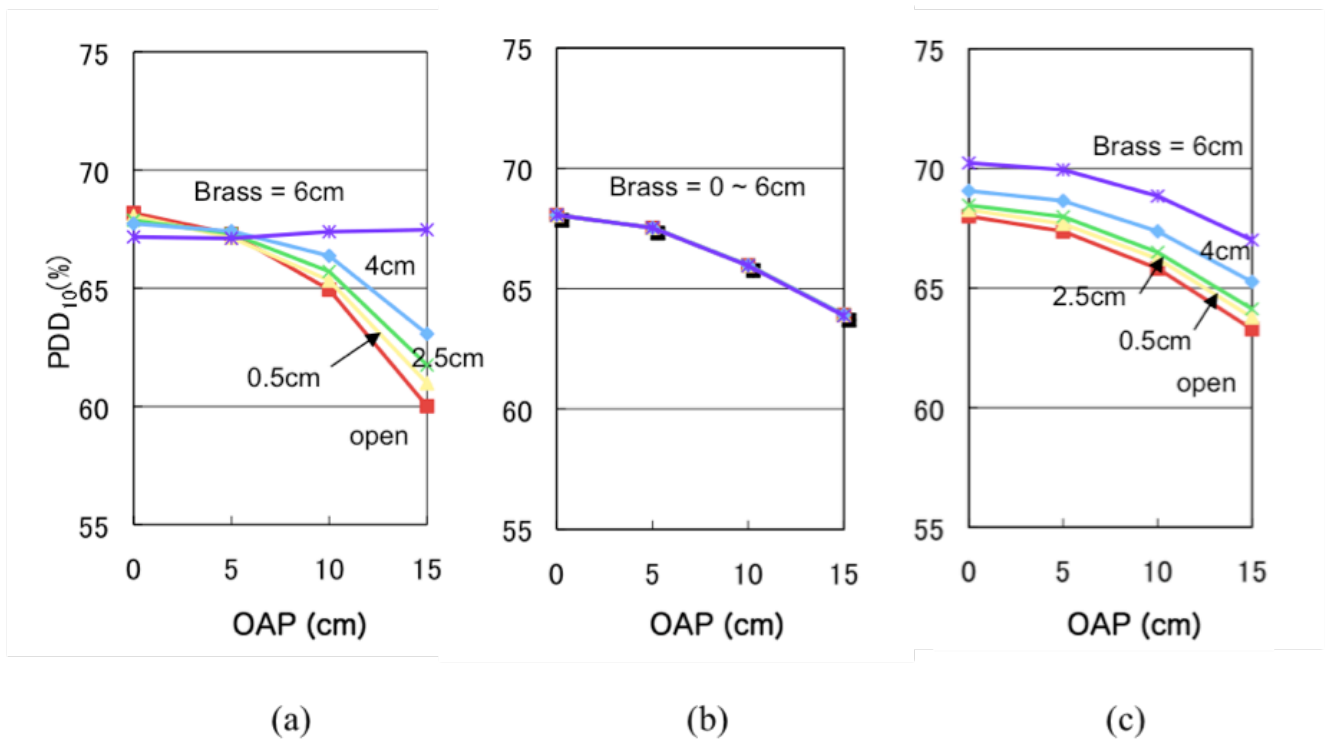 75
70
65
60
55
PDD10(%)
Brass = 6cm
4cm
2.5cm
0.5cm
open
0 5 10 15
OAP (cm)
(a)
75
70
65
60
55
Brass = 0 ~ 6cm
0 5 10 15
OAP (cm)
(b)
75
70
65
60
55
Brass = 6cm
4cm
2.5cm
0.5cm
open
0 5 10 15
OAP (cm)
(c)